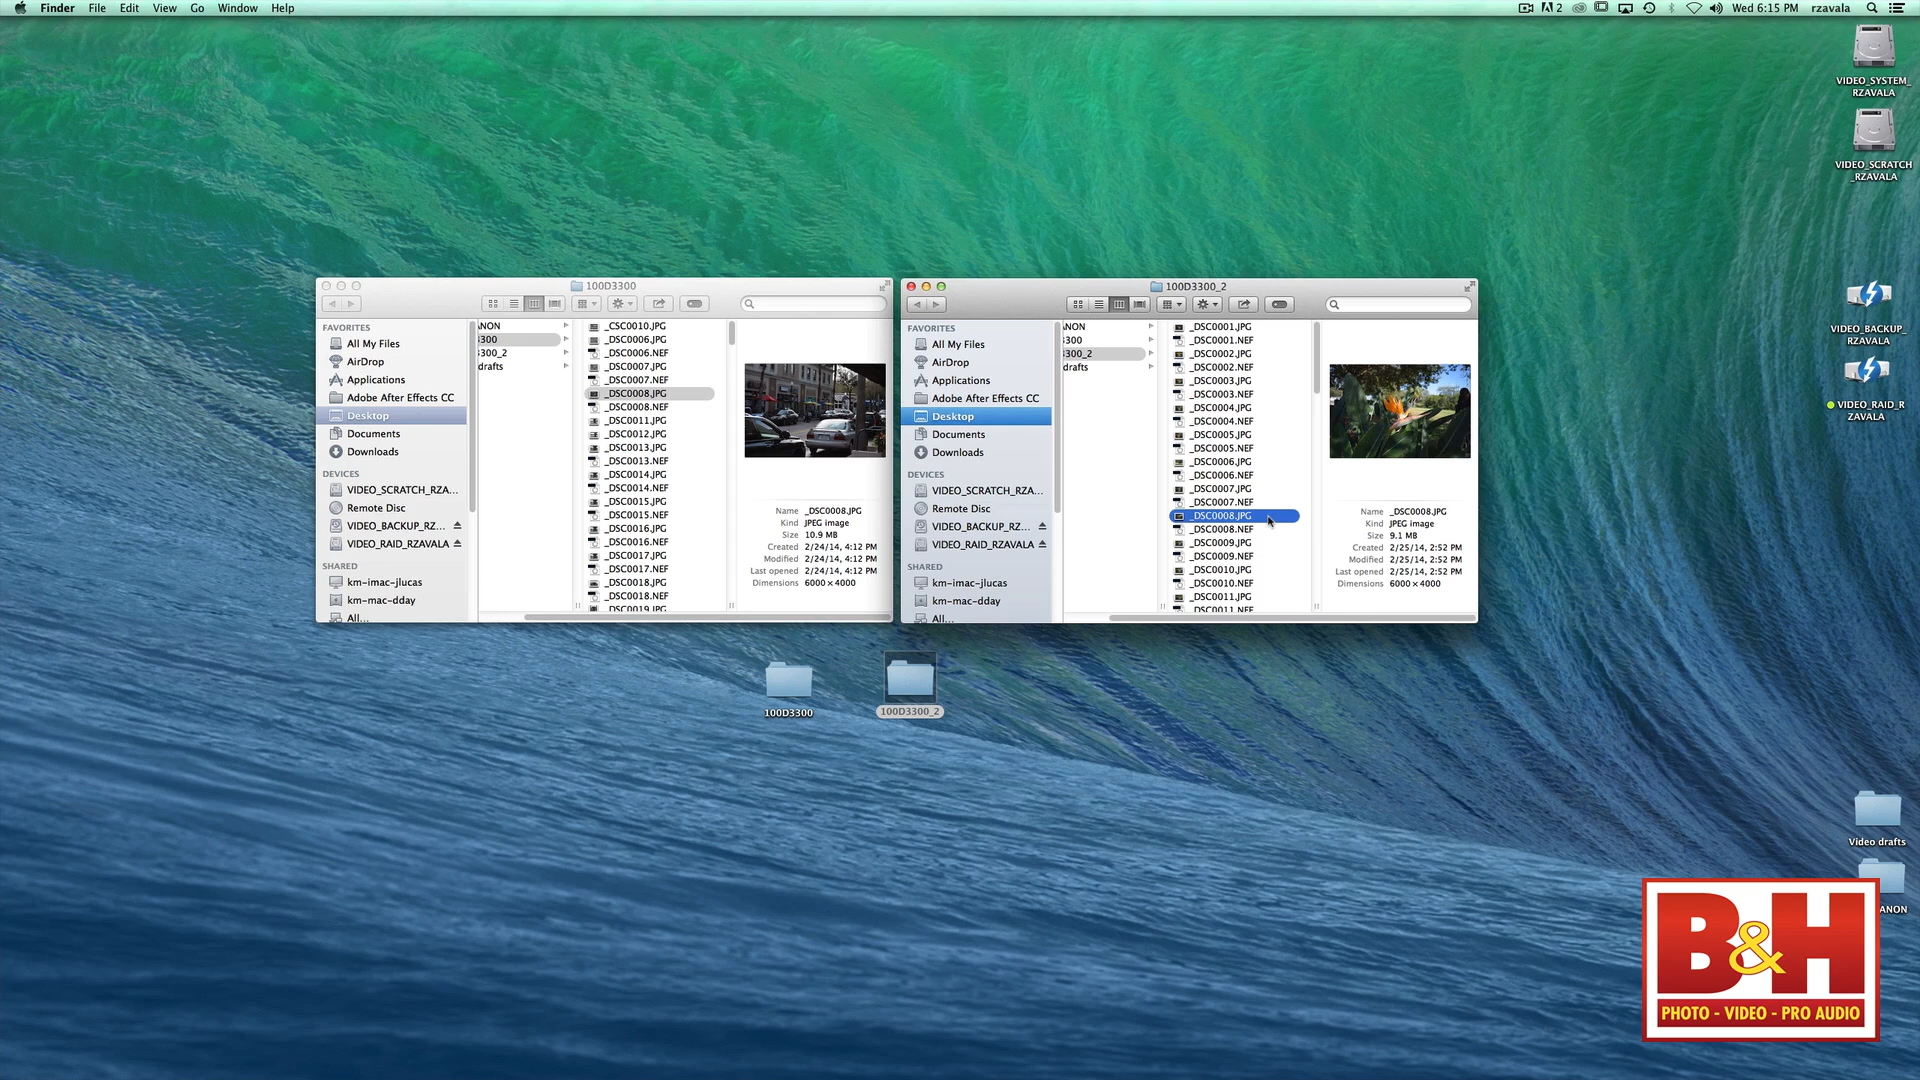 Finder File Edit View Go Window Help
2 Wed 6:15 PM rzavala
VIDEO_SYSTEM_
RZAVALA
VIDEO_SCRATCH
_RZAVALA
VIDEO_BACKUP_
RZAVALA
VIDEO_RAID_R
ZAVALA
100D3300
FAVORITES
All My Files
AirDrop
Applications
Adobe After Effects CC
Desktop
Documents
Downloads
DEVICES
VIDEO_SCRATCH_RZA...
Remote Disc
VIDEO_BACKUP_RZ...
VIDEO_RAID_RZAVALA
SHARED
km-imac-jlucas
km-mac-dday
All...
ANON
3300
300_2
drafts
_CSC0010.JPG
_DSC0006.JPG
_DSC0006.NEF
_DSC0007.JPG
_DSC0007.NEF
_DSC0008.JPG
_DSC0008.NEF
_DSC0011.JPG
_DSC0012.JPG
_DSC0013.JPG
_DSC0013.NEF
_DSC0014.JPG
_DSC0014.NEF
_DSC0015.JPG
_DSC0015.NEF
_DSC0016.JPG
_DSC0016.NEF
_DSC0017.JPG
_DSC0017.NEF
_DSC0018.JPG
_DSC0018.NEF
_DSC0019.JPG
Name _DSC0008.JPG
Kind JPEG image
Size 10.9 MB
Created 2/24/14, 4:12 PM
Modified 2/24/14, 4:12 PM
Last opened 2/24/14, 4:12 PM
Dimensions 6000 × 4000
100D3300_2
FAVORITES
All My Files
AirDrop
Applications
Adobe After Effects CC
Desktop
Documents
Downloads
DEVICES
VIDEO_SCRATCH_RZA...
Remote Disc
VIDEO_BACKUP_RZ...
VIDEO_RAID_RZAVALA
SHARED
km-imac-jlucas
km-mac-dday
All...
ANON
3300
3300_2
drafts
_DSC0001.JPG
_DSC0001.NEF
_DSC0002.JPG
_DSC0002.NEF
_DSC0003.JPG
_DSC0003.NEF
_DSC0004.JPG
_DSC0004.NEF
_DSC0005.JPG
_DSC0005.NEF
_DSC0006.JPG
_DSC0006.NEF
_DSC0007.JPG
_DSC0007.NEF
_DSC0008.JPG
_DSC0008.NEF
_DSC0009.JPG
_DSC0009.NEF
_DSC0010.JPG
_DSC0010.NEF
_DSC0011.JPG
_DSC0011.NEF
Name _DSC0008.JPG
Kind JPEG image
Size 9.1 MB
Created 2/25/14, 2:52 PM
Modified 2/25/14, 2:52 PM
Last opened 2/25/14, 2:52 PM
Dimensions 6000 × 4000
100D3300
100D3300_2
Video drafts
ANON
B&H
PHOTO - VIDEO - PRO AUDIO